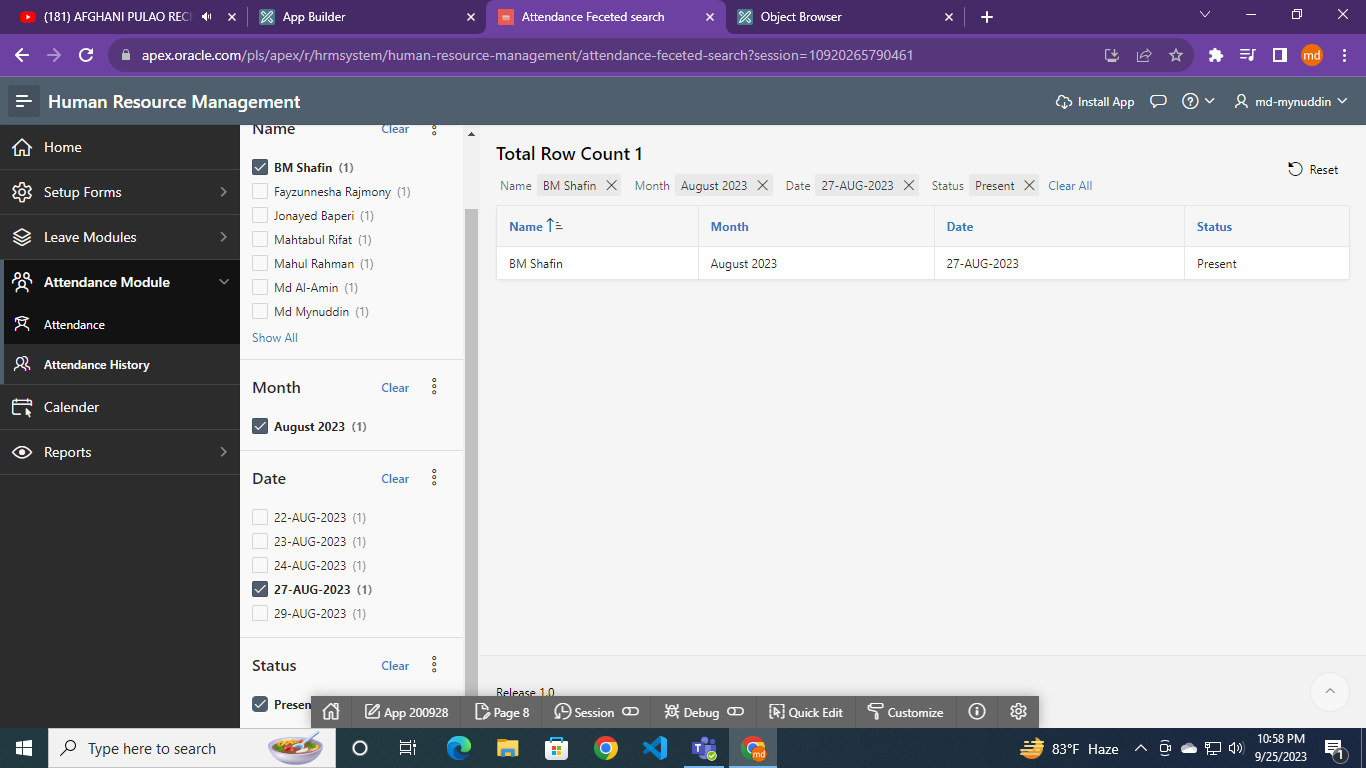 (181) AFGHANI PULAO REC
App Builder
Attendance Feceted search
Object Browser
apex.oracle.com/pls/apex/r/hrmsystem/human-resource-management/attendance-feceted-search?session=10920265790461
md
Human Resource Management
Install App
md-mynuddin
Home
Setup Forms
Leave Modules
Attendance Module
Attendance
Attendance History
Calender
Reports
Name Clear
BM Shafin (1)
Fayzunnesha Rajmony (1)
Jonayed Baperi (1)
Mahtabul Rifat (1)
Mahul Rahman (1)
Md Al-Amin (1)
Md Mynuddin (1)
Show All
Month Clear
August 2023 (1)
Date Clear
22-AUG-2023 (1)
23-AUG-2023 (1)
24-AUG-2023 (1)
27-AUG-2023 (1)
29-AUG-2023 (1)
Status Clear
Presen
Total Row Count 1
Reset
Name BM Shafin Month August 2023 Date 27-AUG-2023 Status Present Clear All
Name Month Date Status
BM Shafin August 2023 27-AUG-2023 Present
Release 1.0
App 200928 Page 8 Session Debug Quick Edit Customize
Type here to search
md
83°F Haze
10:58 PM
9/25/2023
1